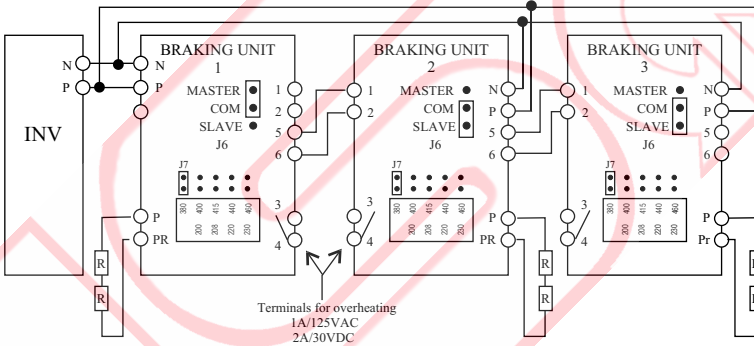 INV
N
P
N
P
BRAKING UNIT
1
MASTER
COM
SLAVE
J6
1
2
5
6
J7
380 400 415 440 460
200 208 220 230
P
PR
3
4
R
R
Terminals for overheating
1A/125VAC
2A/30VDC
BRAKING UNIT
2
MASTER
COM
SLAVE
J6
1
2
N
P
5
6
J7
380 400 415 440 460
200 208 220 230
3
4
P
PR
R
R
BRAKING UNIT
3
MASTER
COM
SLAVE
J6
1
2
N
P
5
6
J7
380 400 415 440 460
200 208 220 230
3
4
P
Pr